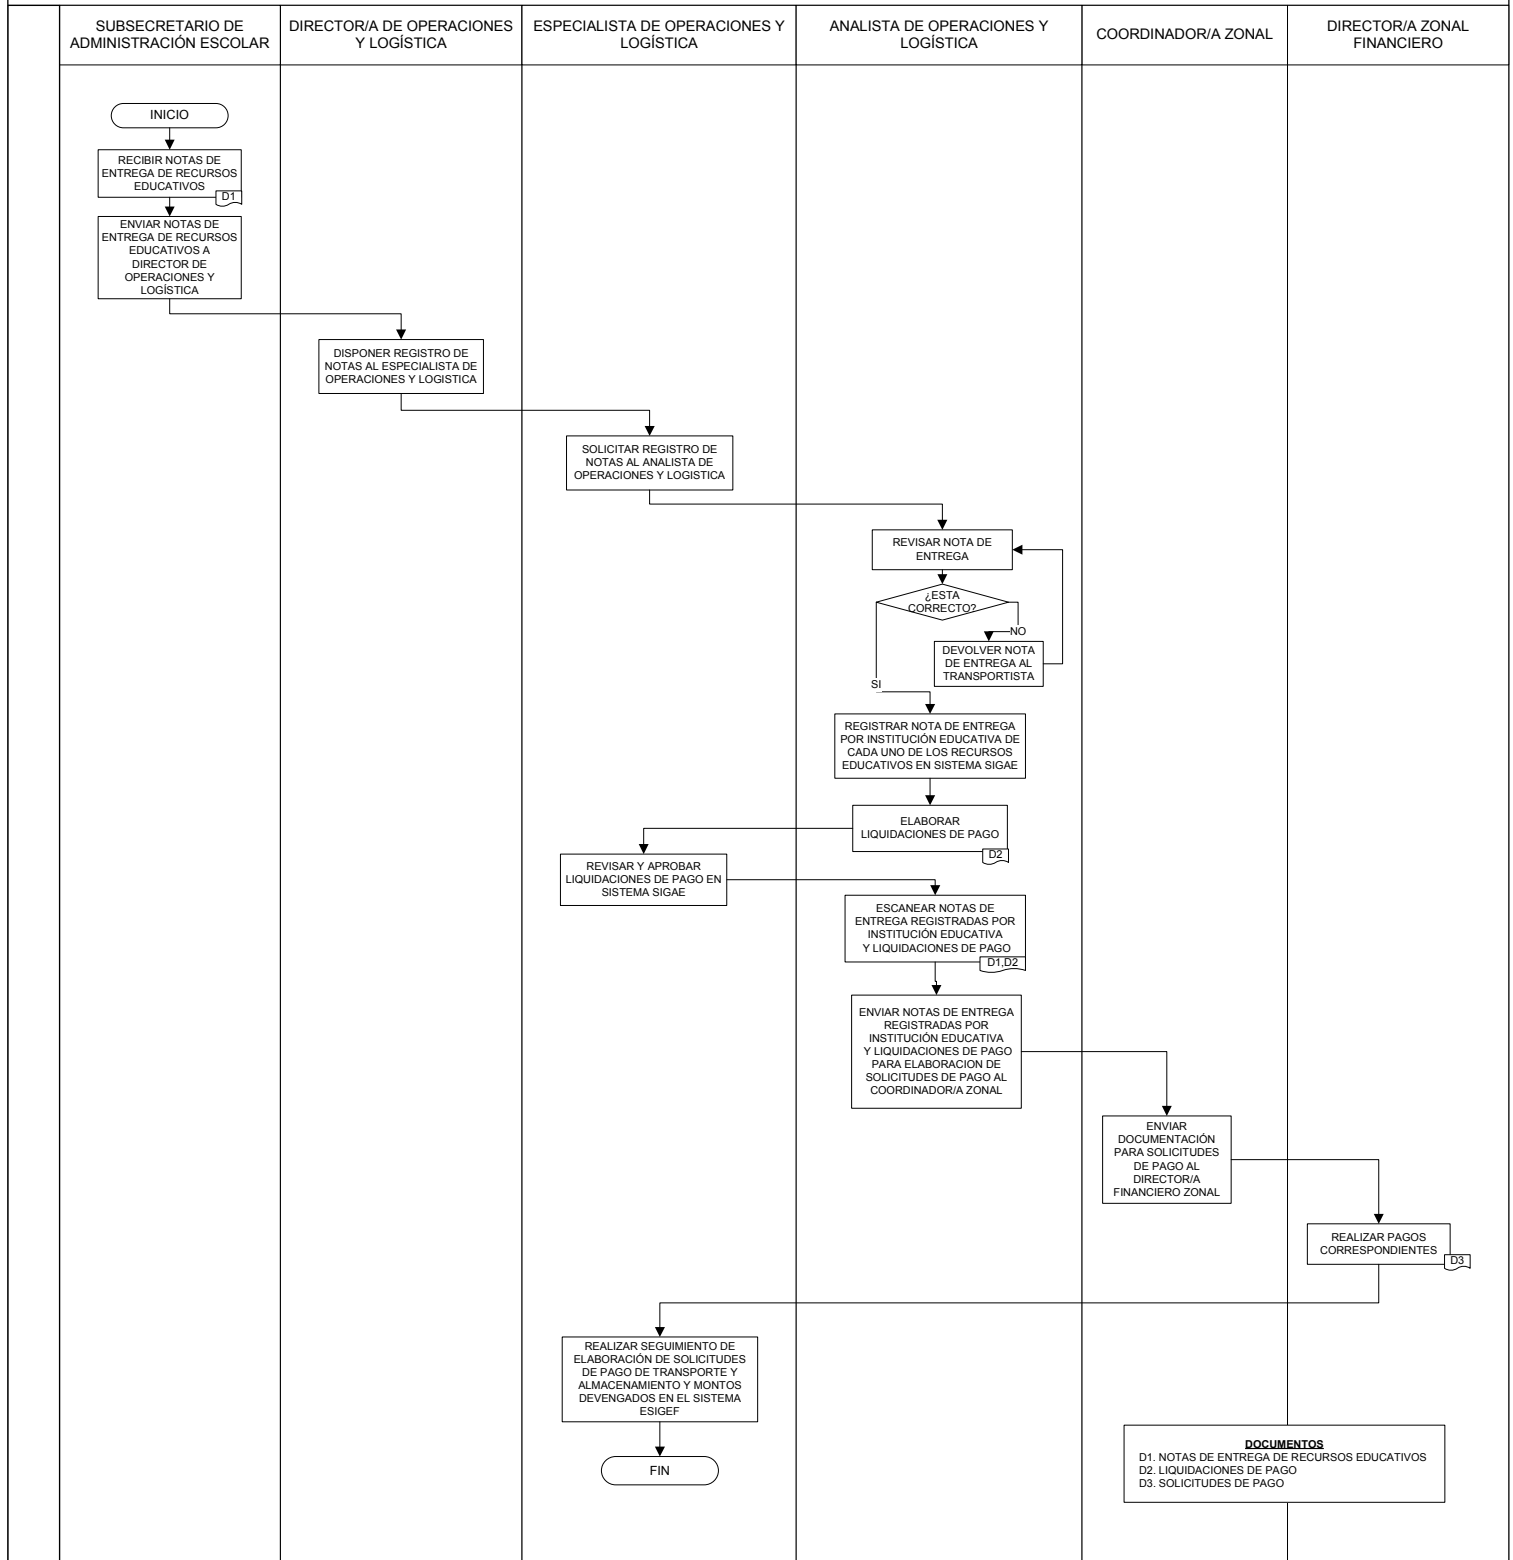 SUBSECRETARIO DE
ADMINISTRACIÓN ESCOLAR
DIRECTOR/A DE OPERACIONES
Y LOGÍSTICA
ESPECIALISTA DE OPERACIONES Y
LOGÍSTICA
ANALISTA DE OPERACIONES Y
LOGÍSTICA
COORDINADOR/A ZONAL
DIRECTOR/A ZONAL
FINANCIERO
INICIO
RECIBIR NOTAS DE
ENTREGA DE RECURSOS
EDUCATIVOS
D1
ENVIAR NOTAS DE
ENTREGA DE RECURSOS
EDUCATIVOS A
DIRECTOR DE
OPERACIONES Y
LOGÍSTICA
DISPONER REGISTRO DE
NOTAS AL ESPECIALISTA DE
OPERACIONES Y LOGISTICA
SOLICITAR REGISTRO DE
NOTAS AL ANALISTA DE
OPERACIONES Y LOGISTICA
REVISAR NOTA DE
ENTREGA
¿ESTA
CORRECTO?
NO
DEVOLVER NOTA
DE ENTREGA AL
TRANSPORTISTA
SI
REGISTRAR NOTA DE ENTREGA
POR INSTITUCIÓN EDUCATIVA DE
CADA UNO DE LOS RECURSOS
EDUCATIVOS EN SISTEMA SIGAE
ELABORAR
LIQUIDACIONES DE PAGO
D2
REVISAR Y APROBAR
LIQUIDACIONES DE PAGO EN
SISTEMA SIGAE
ESCANEAR NOTAS DE
ENTREGA REGISTRADAS POR
INSTITUCIÓN EDUCATIVA
Y LIQUIDACIONES DE PAGO
D1,D2
ENVIAR NOTAS DE ENTREGA
REGISTRADAS POR
INSTITUCIÓN EDUCATIVA
Y LIQUIDACIONES DE PAGO
PARA ELABORACION DE
SOLICITUDES DE PAGO AL
COORDINADOR/A ZONAL
ENVIAR
DOCUMENTACIÓN
PARA SOLICITUDES
DE PAGO AL
DIRECTOR/A
FINANCIERO ZONAL
REALIZAR PAGOS
CORRESPONDIENTES
D3
REALIZAR SEGUIMIENTO DE
ELABORACIÓN DE SOLICITUDES
DE PAGO DE TRANSPORTE Y
ALMACENAMIENTO Y MONTOS
DEVENGADOS EN EL SISTEMA
ESIGEF
FIN
DOCUMENTOS
D1. NOTAS DE ENTREGA DE RECURSOS EDUCATIVOS
D2. LIQUIDACIONES DE PAGO
D3. SOLICITUDES DE PAGO